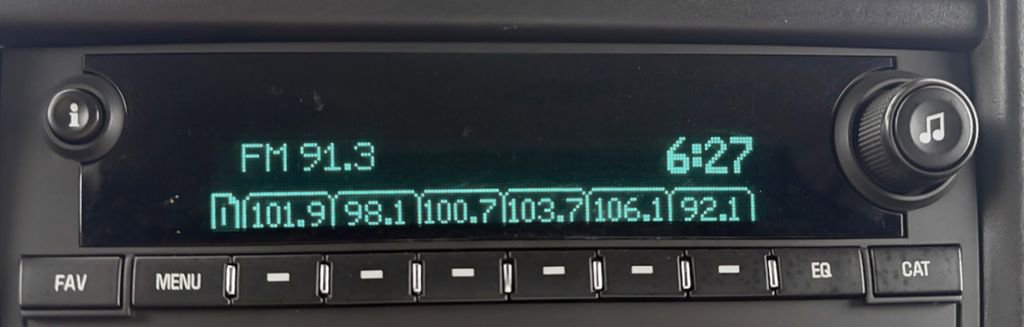 i
FM 91.3 6:27
1 101.9 98.1 100.7 103.7 106.1 92.1
FAV MENU EQ CAT